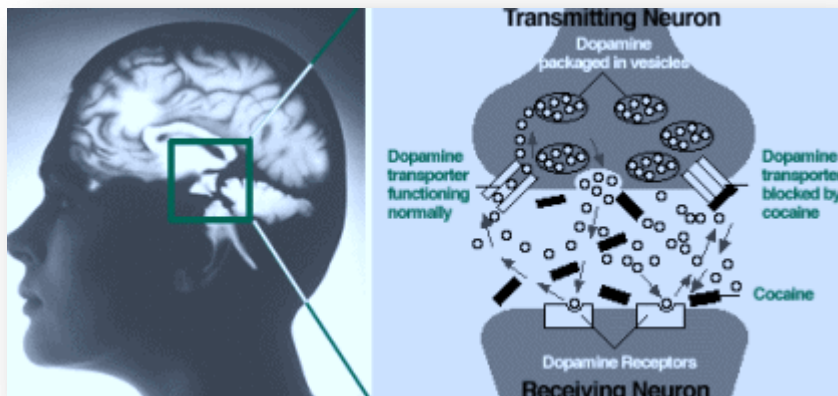 Transmitting Neuron
Dopamine
packaged in vesicles
Dopamine
transporter
functioning
normally
Dopamine
transporter
blocked by
cocaine
Cocaine
Dopamine Receptors
Receiving Neuron